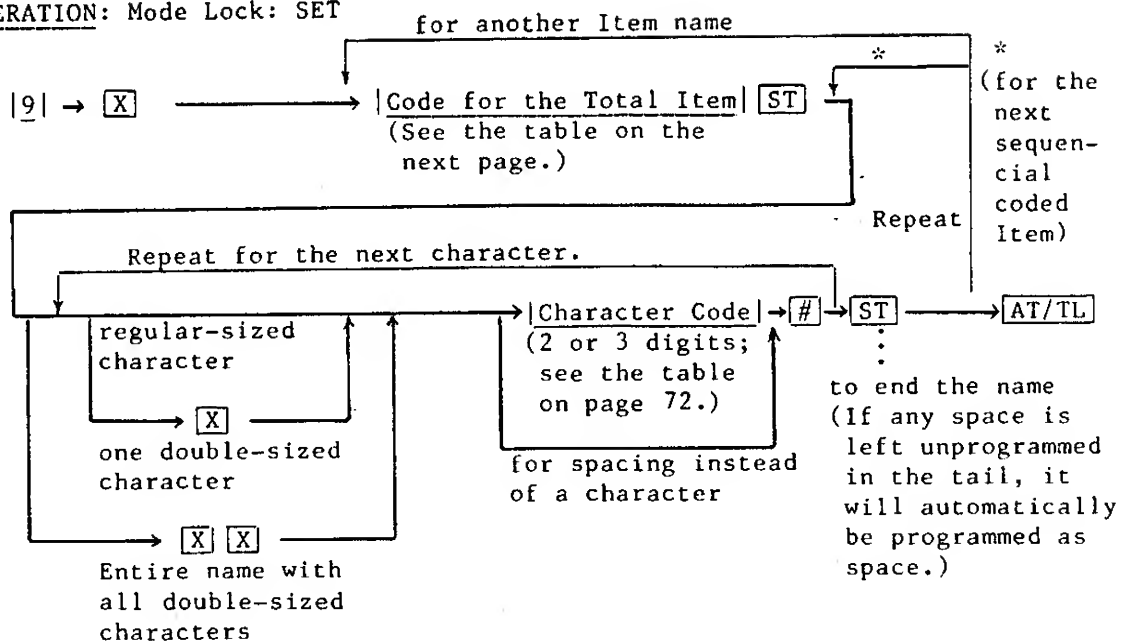 ERATION: Mode Lock: SET
for another Item name
*
*
(for the
next
sequen-
cial
coded
Item)
|9| → [X] → |Code for the Total Item| [ST]
(See the table on the
next page.)
Repeat
Repeat for the next character.
regular-sized
character
[X]
one double-sized
character
[X] [X]
Entire name with
all double-sized
characters
|Character Code| → [#] → [ST] → [AT/TL]
(2 or 3 digits;
see the table
on page 72.)
for spacing instead
of a character
to end the name
(If any space is
left unprogrammed
in the tail, it
will automatically
be programmed as
space.)